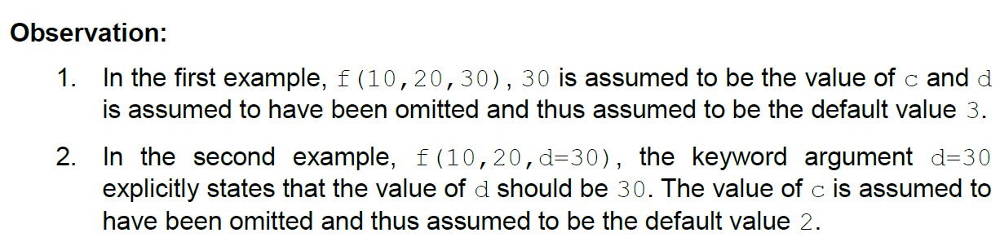 Observation:
1. In the first example, f(10,20,30), 30 is assumed to be the value of c and d
is assumed to have been omitted and thus assumed to be the default value 3.
2. In the second example, f(10,20,d=30), the keyword argument d=30
explicitly states that the value of d should be 30. The value of c is assumed to
have been omitted and thus assumed to be the default value 2.